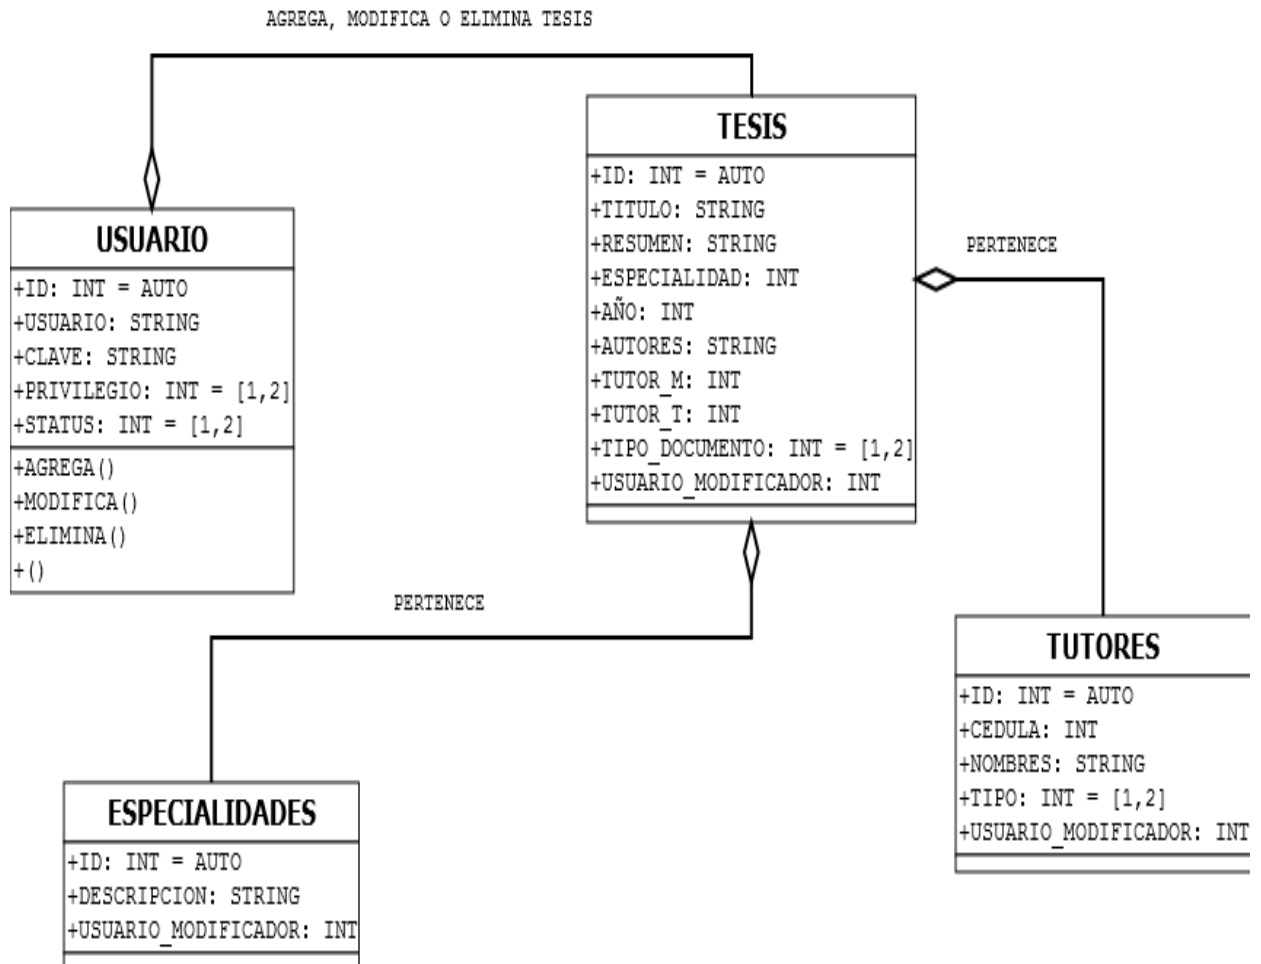 AGREGA, MODIFICA O ELIMINA TESIS
TESIS
+ID: INT = AUTO
+TITULO: STRING
+RESUMEN: STRING
+ESPECIALIDAD: INT
+AÑO: INT
+AUTORES: STRING
+TUTOR_M: INT
+TUTOR_T: INT
+TIPO_DOCUMENTO: INT = [1,2]
+USUARIO_MODIFICADOR: INT
USUARIO
+ID: INT = AUTO
+USUARIO: STRING
+CLAVE: STRING
+PRIVILEGIO: INT = [1,2]
+STATUS: INT = [1,2]
+AGREGA()
+MODIFICA()
+ELIMINA()
+()
PERTENECE
PERTENECE
TUTORES
+ID: INT = AUTO
+CEDULA: INT
+NOMBRES: STRING
+TIPO: INT = [1,2]
+USUARIO_MODIFICADOR: INT
ESPECIALIDADES
+ID: INT = AUTO
+DESCRIPCION: STRING
+USUARIO_MODIFICADOR: INT